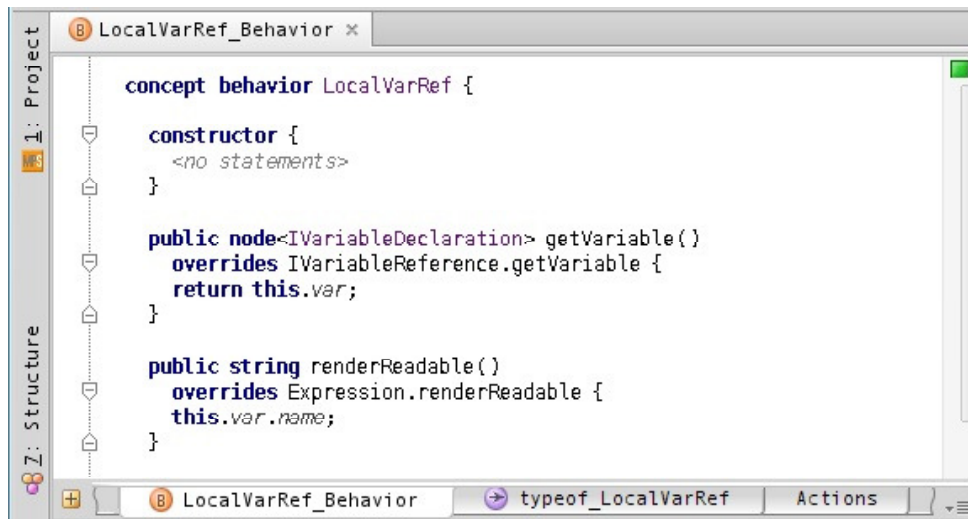 LocalVarRef_Behavior
1: Project
concept behavior LocalVarRef {
constructor {
<no statements>
}
public node<IVariableDeclaration> getVariable()
overrides IVariableReference.getVariable {
return this.var;
}
public string renderReadable()
overrides Expression.renderReadable {
this.var.name;
}
Z: Structure
LocalVarRef_Behavior
typeof_LocalVarRef
Actions